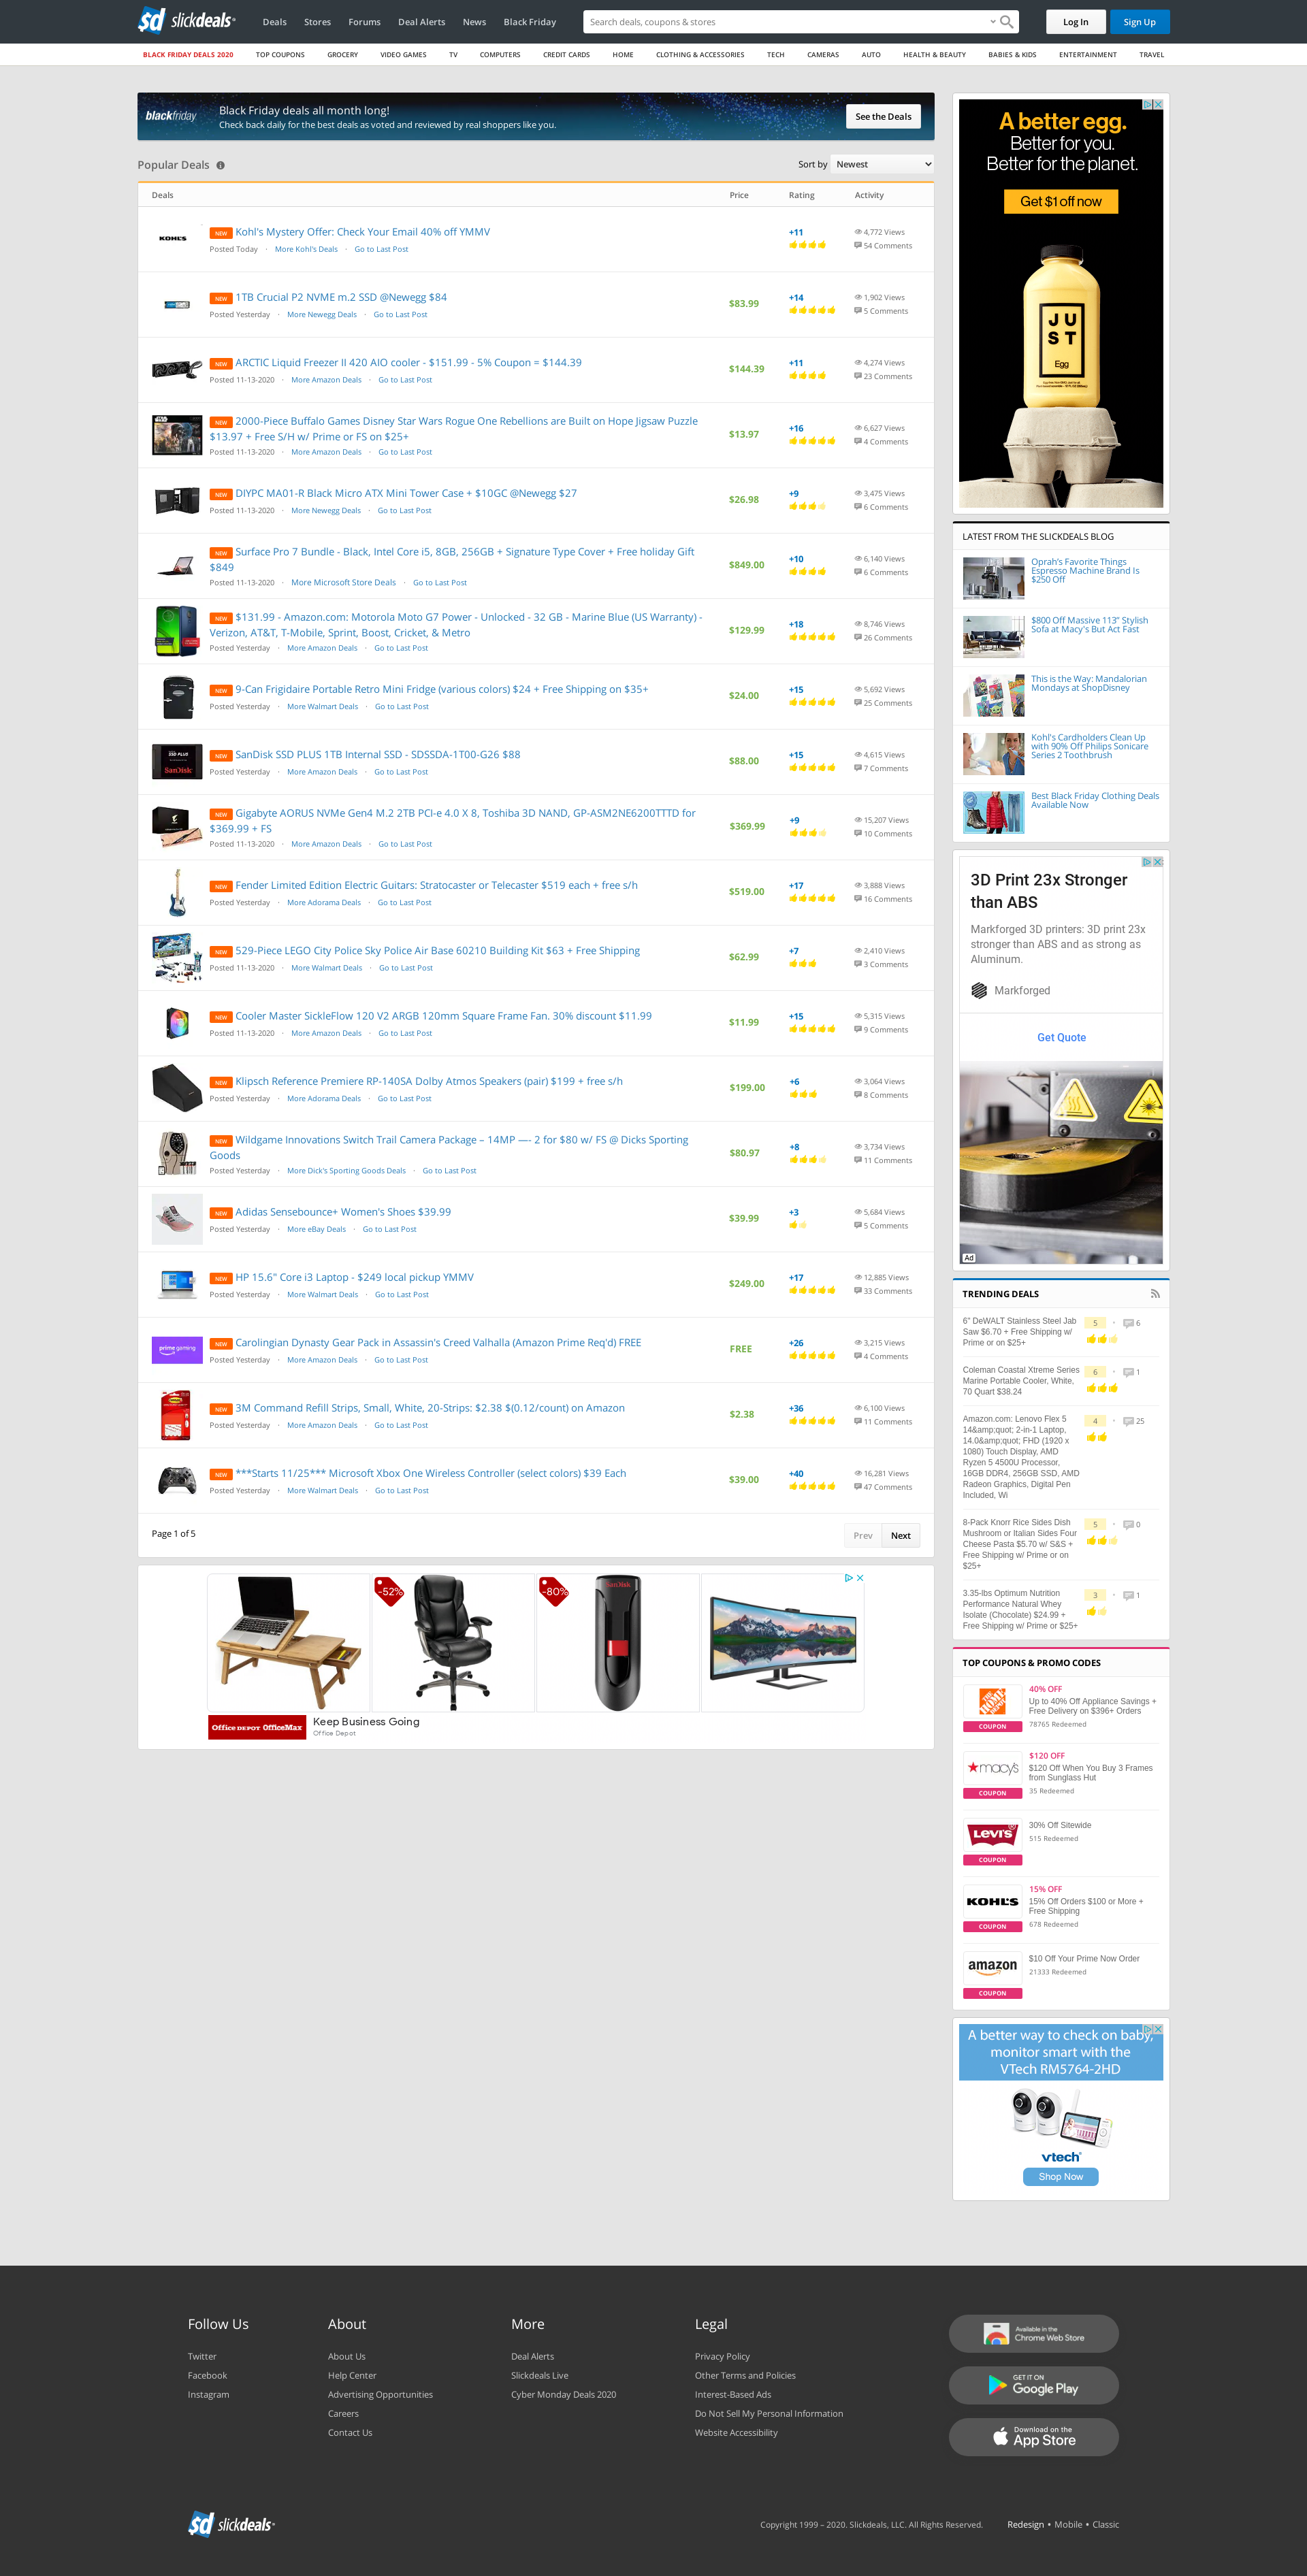 sd slickdeals
Deals Stores Forums Deal Alerts News Black Friday
Search deals, coupons & stores
Log In
Sign Up
BLACK FRIDAY DEALS 2020 TOP COUPONS GROCERY VIDEO GAMES TV COMPUTERS CREDIT CARDS HOME CLOTHING & ACCESSORIES TECH CAMERAS AUTO HEALTH & BEAUTY BABIES & KIDS ENTERTAINMENT TRAVEL
blackfriday
Black Friday deals all month long!
Check back daily for the best deals as voted and reviewed by real shoppers like you.
See the Deals
Popular Deals
Sort by Newest
Deals Price Rating Activity
KOHL'S
NEW Kohl's Mystery Offer: Check Your Email 40% off YMMV
Posted Today · More Kohl's Deals · Go to Last Post
+11
4,772 Views
54 Comments
NEW 1TB Crucial P2 NVME m.2 SSD @Newegg $84
Posted Yesterday · More Newegg Deals · Go to Last Post
$83.99
+14
1,902 Views
5 Comments
NEW ARCTIC Liquid Freezer II 420 AIO cooler - $151.99 - 5% Coupon = $144.39
Posted 11-13-2020 · More Amazon Deals · Go to Last Post
$144.39
+11
4,274 Views
23 Comments
NEW 2000-Piece Buffalo Games Disney Star Wars Rogue One Rebellions are Built on Hope Jigsaw Puzzle
$13.97 + Free S/H w/ Prime or FS on $25+
Posted 11-13-2020 · More Amazon Deals · Go to Last Post
$13.97
+16
6,627 Views
4 Comments
NEW DIYPC MA01-R Black Micro ATX Mini Tower Case + $10GC @Newegg $27
Posted 11-13-2020 · More Newegg Deals · Go to Last Post
$26.98
+9
3,475 Views
6 Comments
NEW Surface Pro 7 Bundle - Black, Intel Core i5, 8GB, 256GB + Signature Type Cover + Free holiday Gift
$849
Posted 11-13-2020 · More Microsoft Store Deals · Go to Last Post
$849.00
+10
6,140 Views
6 Comments
NEW $131.99 - Amazon.com: Motorola Moto G7 Power - Unlocked - 32 GB - Marine Blue (US Warranty) -
Verizon, AT&T, T-Mobile, Sprint, Boost, Cricket, & Metro
Posted Yesterday · More Amazon Deals · Go to Last Post
$129.99
+18
8,746 Views
26 Comments
NEW 9-Can Frigidaire Portable Retro Mini Fridge (various colors) $24 + Free Shipping on $35+
Posted Yesterday · More Walmart Deals · Go to Last Post
$24.00
+15
5,692 Views
25 Comments
SSD PLUS
SanDisk
NEW SanDisk SSD PLUS 1TB Internal SSD - SDSSDA-1T00-G26 $88
Posted Yesterday · More Amazon Deals · Go to Last Post
$88.00
+15
4,615 Views
7 Comments
NEW Gigabyte AORUS NVMe Gen4 M.2 2TB PCI-e 4.0 X 8, Toshiba 3D NAND, GP-ASM2NE6200TTTD for
$369.99 + FS
Posted 11-13-2020 · More Amazon Deals · Go to Last Post
$369.99
+9
15,207 Views
10 Comments
NEW Fender Limited Edition Electric Guitars: Stratocaster or Telecaster $519 each + free s/h
Posted Yesterday · More Adorama Deals · Go to Last Post
$519.00
+17
3,888 Views
16 Comments
NEW 529-Piece LEGO City Police Sky Police Air Base 60210 Building Kit $63 + Free Shipping
Posted 11-13-2020 · More Walmart Deals · Go to Last Post
$62.99
+7
2,410 Views
3 Comments
NEW Cooler Master SickleFlow 120 V2 ARGB 120mm Square Frame Fan. 30% discount $11.99
Posted 11-13-2020 · More Amazon Deals · Go to Last Post
$11.99
+15
5,315 Views
9 Comments
NEW Klipsch Reference Premiere RP-140SA Dolby Atmos Speakers (pair) $199 + free s/h
Posted Yesterday · More Adorama Deals · Go to Last Post
$199.00
+6
3,064 Views
8 Comments
NEW Wildgame Innovations Switch Trail Camera Package – 14MP —- 2 for $80 w/ FS @ Dicks Sporting
Goods
Posted Yesterday · More Dick's Sporting Goods Deals · Go to Last Post
$80.97
+8
3,734 Views
11 Comments
NEW Adidas Sensebounce+ Women's Shoes $39.99
Posted Yesterday · More eBay Deals · Go to Last Post
$39.99
+3
5,684 Views
5 Comments
NEW HP 15.6" Core i3 Laptop - $249 local pickup YMMV
Posted Yesterday · More Walmart Deals · Go to Last Post
$249.00
+17
12,885 Views
33 Comments
prime gaming
NEW Carolingian Dynasty Gear Pack in Assassin's Creed Valhalla (Amazon Prime Req'd) FREE
Posted Yesterday · More Amazon Deals · Go to Last Post
FREE
+26
3,215 Views
4 Comments
NEW 3M Command Refill Strips, Small, White, 20-Strips: $2.38 $(0.12/count) on Amazon
Posted Yesterday · More Amazon Deals · Go to Last Post
$2.38
+36
6,100 Views
11 Comments
NEW ***Starts 11/25*** Microsoft Xbox One Wireless Controller (select colors) $39 Each
Posted Yesterday · More Walmart Deals · Go to Last Post
$39.00
+40
16,281 Views
47 Comments
Page 1 of 5
Prev Next
-52%
-80%
SanDisk
Office DEPOT OfficeMax
Keep Business Going
Office Depot
A better egg.
Better for you.
Better for the planet.
Get $1 off now
JUST
Egg
LATEST FROM THE SLICKDEALS BLOG
Oprah's Favorite Things
Espresso Machine Brand Is
$250 Off
$800 Off Massive 113" Stylish
Sofa at Macy's But Act Fast
This is the Way: Mandalorian
Mondays at ShopDisney
Kohl's Cardholders Clean Up
with 90% Off Philips Sonicare
Series 2 Toothbrush
Best Black Friday Clothing Deals
Available Now
3D Print 23x Stronger
than ABS
Markforged 3D printers: 3D print 23x
stronger than ABS and as strong as
Aluminum.
Markforged
Get Quote
Ad
TRENDING DEALS
6" DeWALT Stainless Steel Jab
Saw $6.70 + Free Shipping w/
Prime or on $25+
5 · 6
Coleman Coastal Xtreme Series
Marine Portable Cooler, White,
70 Quart $38.24
6 · 1
Amazon.com: Lenovo Flex 5
14&amp;quot; 2-in-1 Laptop,
14.0&amp;quot; FHD (1920 x
1080) Touch Display, AMD
Ryzen 5 4500U Processor,
16GB DDR4, 256GB SSD, AMD
Radeon Graphics, Digital Pen
Included, Wi
4 · 25
8-Pack Knorr Rice Sides Dish
Mushroom or Italian Sides Four
Cheese Pasta $5.70 w/ S&S +
Free Shipping w/ Prime or on
$25+
5 · 0
3.35-lbs Optimum Nutrition
Performance Natural Whey
Isolate (Chocolate) $24.99 +
Free Shipping w/ Prime or $25+
3 · 1
TOP COUPONS & PROMO CODES
COUPON
40% OFF
Up to 40% Off Appliance Savings +
Free Delivery on $396+ Orders
78765 Redeemed
macy's
COUPON
$120 OFF
$120 Off When You Buy 3 Frames
from Sunglass Hut
35 Redeemed
LEVI'S
COUPON
30% Off Sitewide
515 Redeemed
KOHL'S
COUPON
15% OFF
15% Off Orders $100 or More +
Free Shipping
678 Redeemed
amazon
COUPON
$10 Off Your Prime Now Order
21333 Redeemed
A better way to check on baby,
monitor smart with the
VTech RM5764-2HD
vtech
Shop Now
Follow Us
Twitter
Facebook
Instagram
About
About Us
Help Center
Advertising Opportunities
Careers
Contact Us
More
Deal Alerts
Slickdeals Live
Cyber Monday Deals 2020
Legal
Privacy Policy
Other Terms and Policies
Interest-Based Ads
Do Not Sell My Personal Information
Website Accessibility
Available in the
Chrome Web Store
GET IT ON
Google Play
Download on the
App Store
sd slickdeals
Copyright 1999 – 2020. Slickdeals, LLC. All Rights Reserved.
Redesign • Mobile • Classic